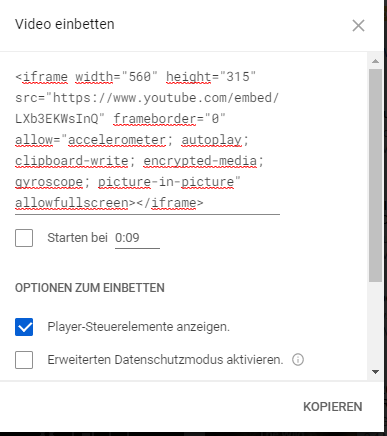 Video einbetten
<iframe width="560" height="315"
src="https://www.youtube.com/embed/
LXb3EKWsInQ" frameborder="0"
allow="accelerometer; autoplay;
clipboard-write; encrypted-media;
gyroscope; picture-in-picture"
allowfullscreen></iframe>
Starten bei 0:09
OPTIONEN ZUM EINBETTEN
Player-Steuerelemente anzeigen.
Erweiterten Datenschutzmodus aktivieren.
KOPIEREN